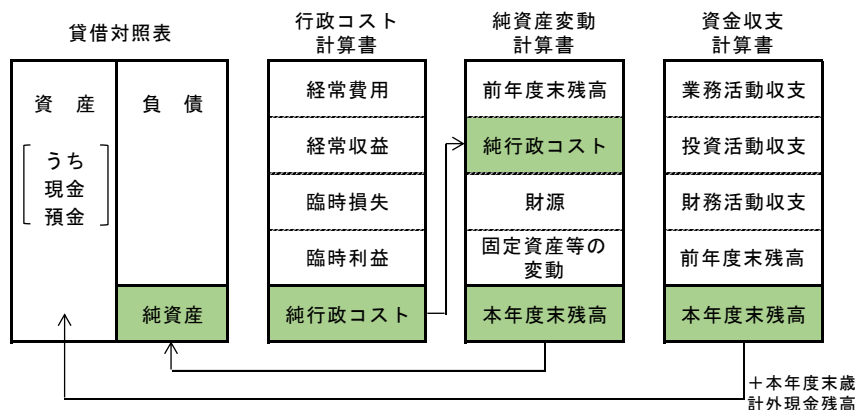 貸借対照表
資　産
うち
現金
預金
負　債
純資産
行政コスト
計算書
経常費用
経常収益
臨時損失
臨時利益
純行政コスト
純資産変動
計算書
前年度末残高
純行政コスト
財源
固定資産等の
変動
本年度末残高
資金収支
計算書
業務活動収支
投資活動収支
財務活動収支
前年度末残高
本年度末残高
＋本年度末歳
計外現金残高